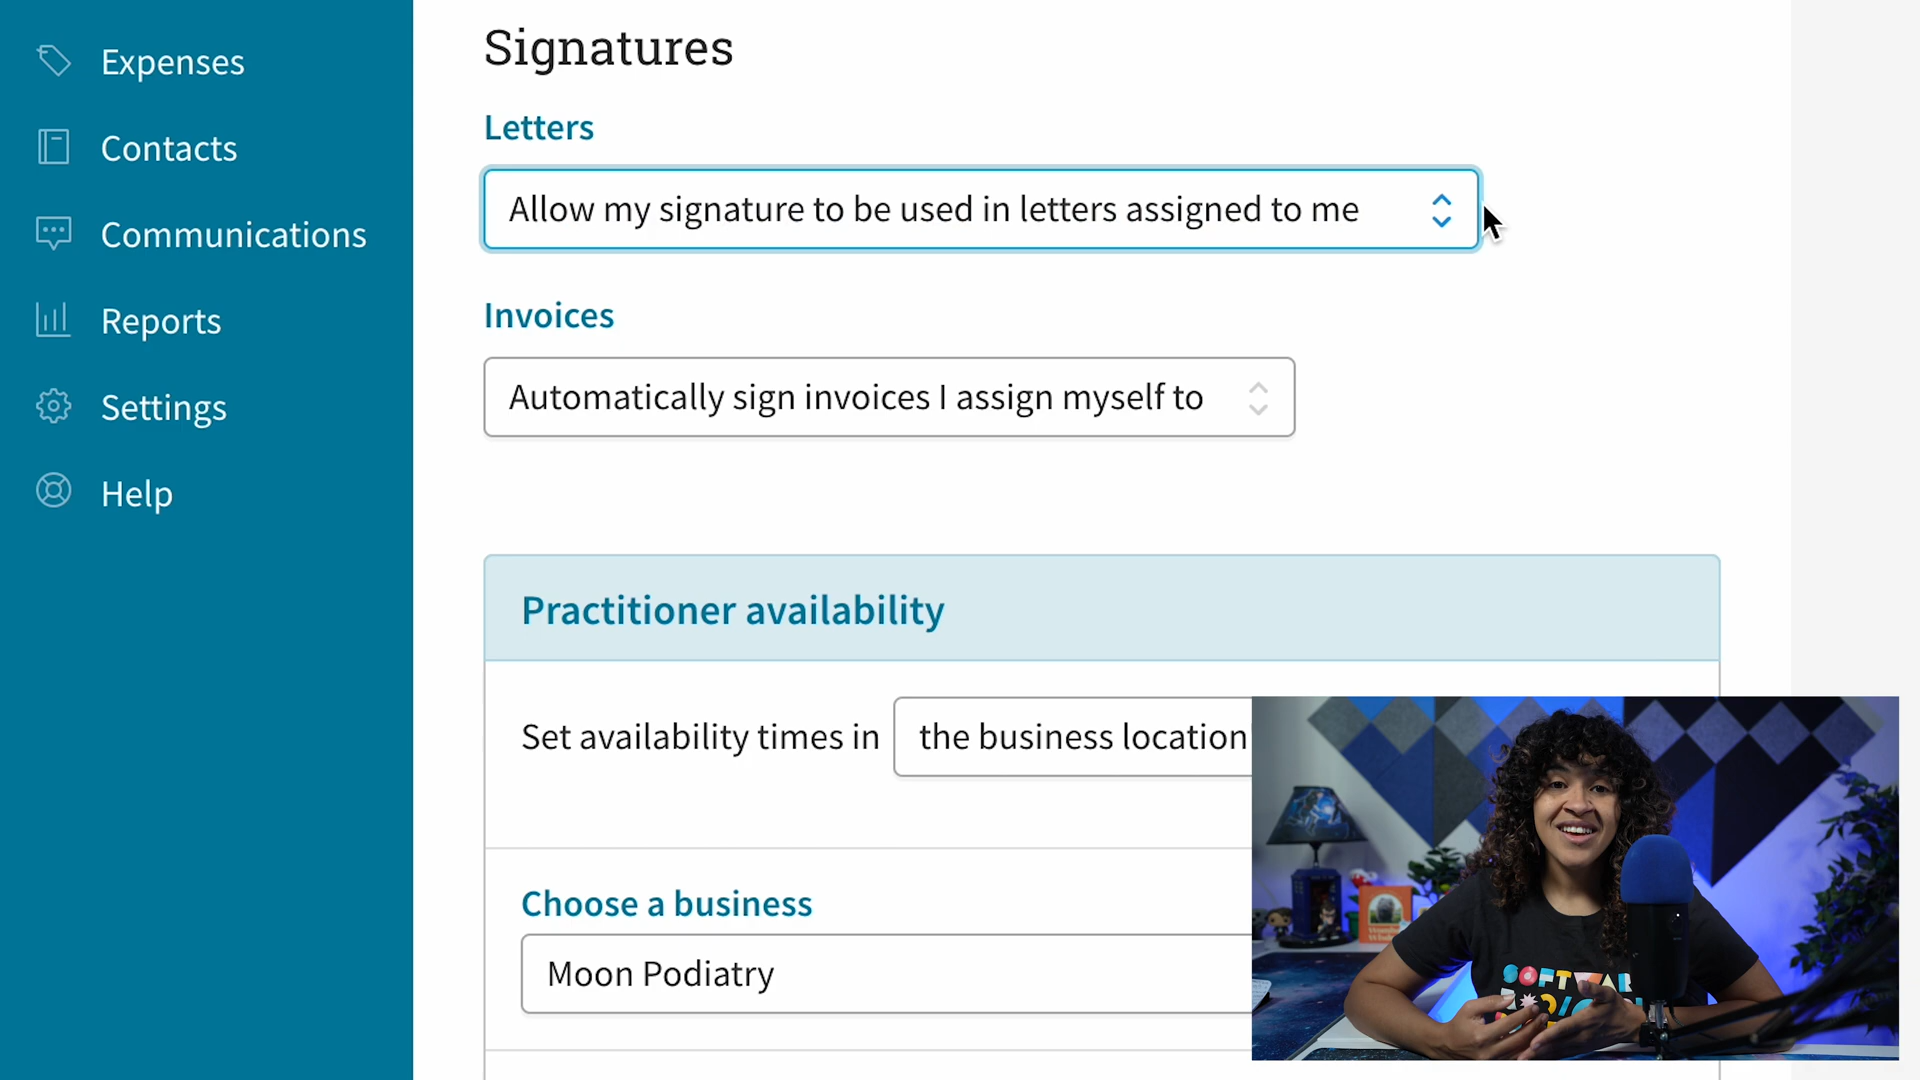 Expenses
Contacts
Communications
Reports
Settings
Help
Signatures
Letters
Allow my signature to be used in letters assigned to me
Invoices
Automatically sign invoices I assign myself to
Practitioner availability
Set availability times in
the business location
Choose a business
Moon Podiatry
SOFTWAR